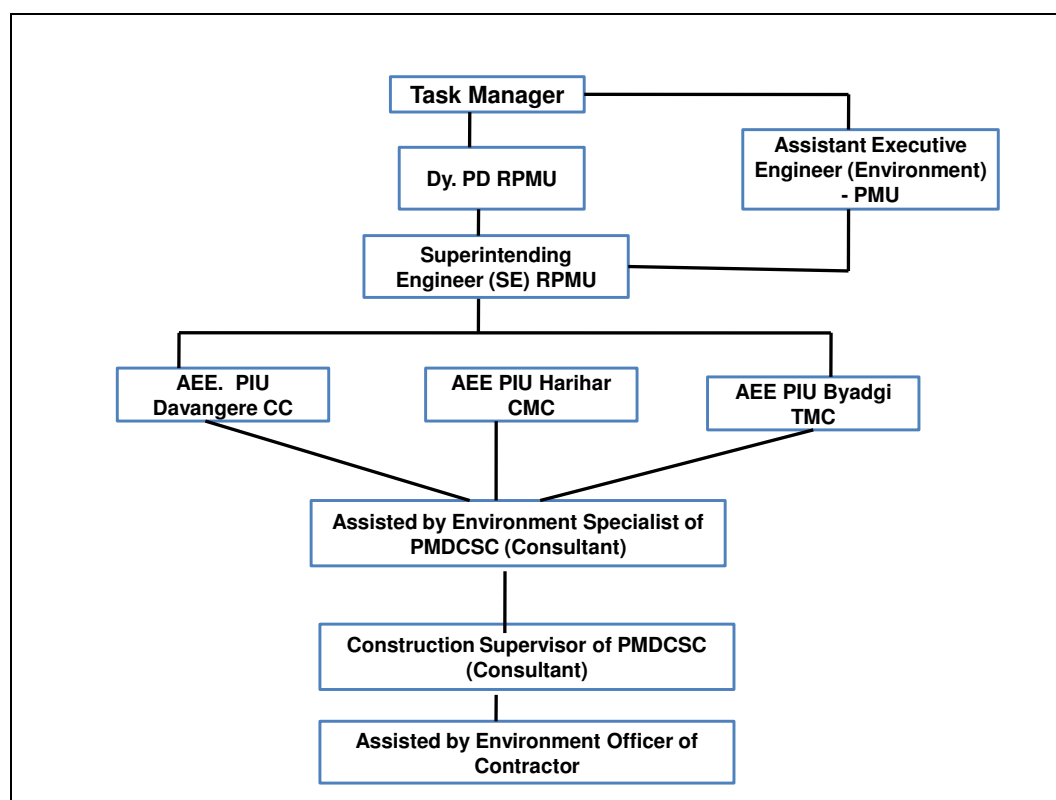 Task Manager
Assistant Executive
Engineer (Environment)
- PMU
Dy. PD RPMU
Superintending
Engineer (SE) RPMU
AEE. PIU
Davangere CC
AEE PIU Harihar
CMC
AEE PIU Byadgi
TMC
Assisted by Environment Specialist of
PMDCSC (Consultant)
Construction Supervisor of PMDCSC
(Consultant)
Assisted by Environment Officer of
Contractor